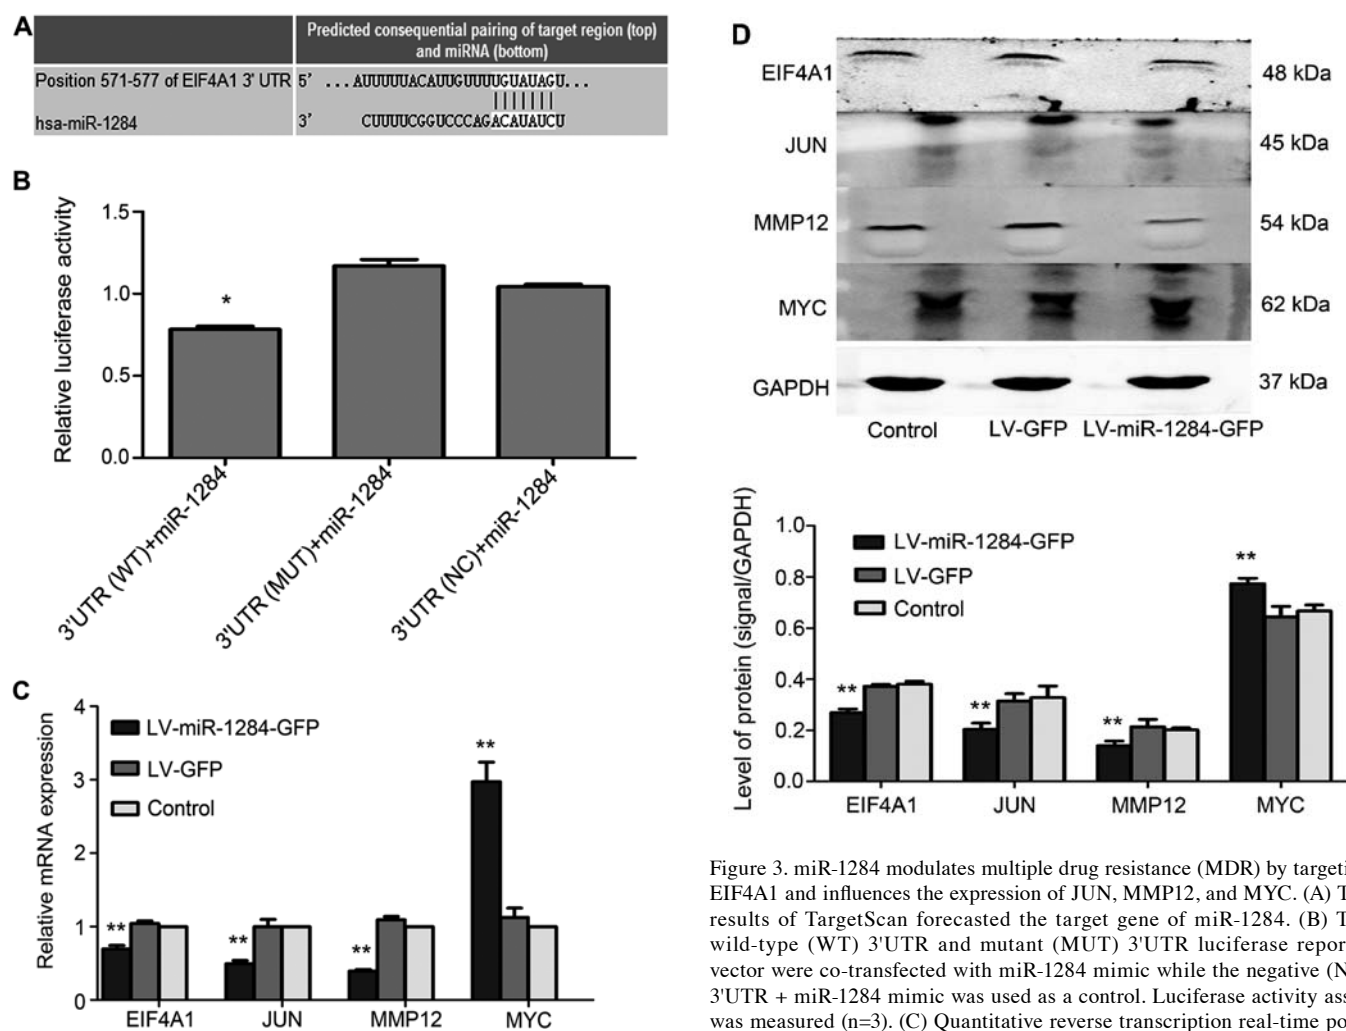 A
Predicted consequential pairing of target region (top)
and miRNA (bottom)
Position 571-577 of EIF4A1 3' UTR 5' ...AUUUUUACAUUGUUUUGUAUAGU...
hsa-miR-1284 3' CUUUUCGGUCCCAGACAUAUCU
B
Relative luciferase activity
1.5
1.0
0.5
0.0
*
3'UTR (WT)+miR-1284
3'UTR (MUT)+miR-1284
3'UTR (NC)+miR-1284
C
Relative mRNA expression
4
3
2
1
0
LV-miR-1284-GFP
LV-GFP
Control
**
**
**
**
EIF4A1 JUN MMP12 MYC
D
EIF4A1 48 kDa
JUN 45 kDa
MMP12 54 kDa
MYC 62 kDa
GAPDH 37 kDa
Control LV-GFP LV-miR-1284-GFP
Level of protein (signal/GAPDH)
1.0
0.8
0.6
0.4
0.2
0.0
LV-miR-1284-GFP
LV-GFP
Control
**
**
**
**
EIF4A1 JUN MMP12 MYC
Figure 3. miR-1284 modulates multiple drug resistance (MDR) by targeti
EIF4A1 and influences the expression of JUN, MMP12, and MYC. (A) T
results of TargetScan forecasted the target gene of miR-1284. (B) T
wild-type (WT) 3'UTR and mutant (MUT) 3'UTR luciferase repor
vector were co-transfected with miR-1284 mimic while the negative (N
3'UTR + miR-1284 mimic was used as a control. Luciferase activity ass
was measured (n=3). (C) Quantitative reverse transcription real-time po